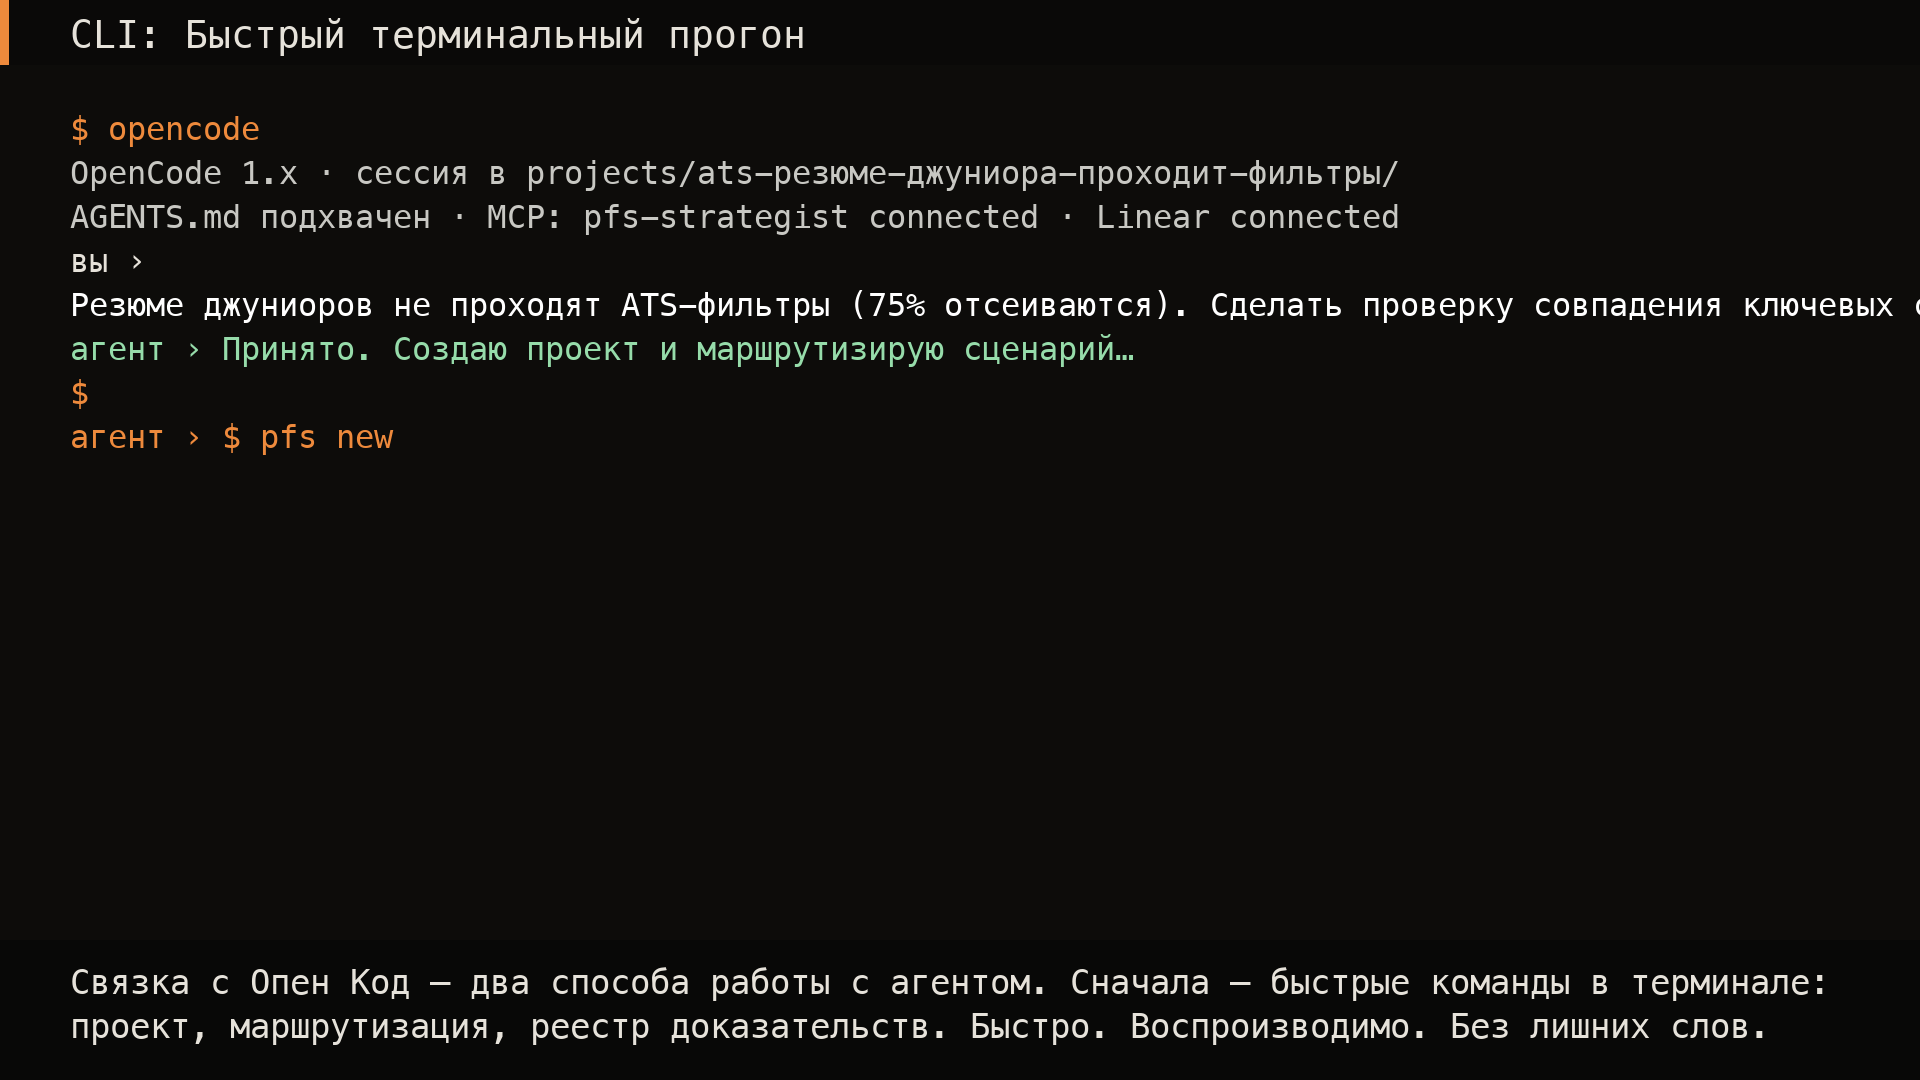 CLI: Быстрый терминальный прогон
$ opencode
OpenCode 1.x · сессия в projects/ats-резюме-джуниора-проходит-фильтры/
AGENTS.md подхвачен · MCP: pfs-strategist connected · Linear connected
вы ›
Резюме джуниоров не проходят ATS-фильтры (75% отсеиваются). Сделать проверку совпадения ключевых
агент › Принято. Создаю проект и маршрутизирую сценарий…
$
агент › $ pfs new
Связка с Опен Код — два способа работы с агентом. Сначала — быстрые команды в терминале:
проект, маршрутизация, реестр доказательств. Быстро. Воспроизводимо. Без лишних слов.